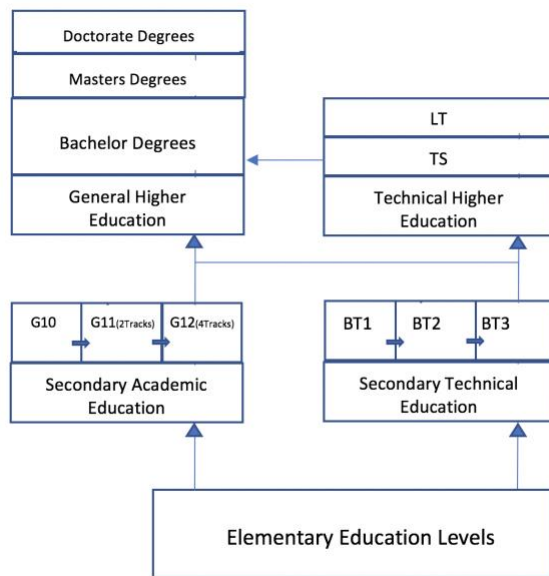 Doctorate Degrees
Masters Degrees
Bachelor Degrees
General Higher
Education
LT
TS
Technical Higher
Education
G10
G11(2Tracks)
G12(4Tracks)
Secondary Academic
Education
BT1
BT2
BT3
Secondary Technical
Education
Elementary Education Levels